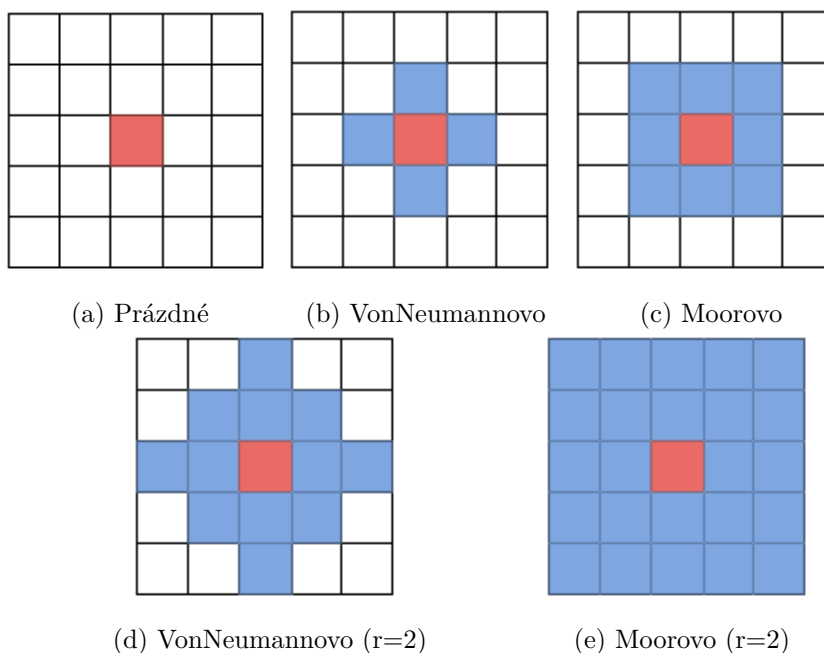 (a) Prázdné
(b) VonNeumannovo
(c) Moorovo
(d) VonNeumannovo (r=2)
(e) Moorovo (r=2)